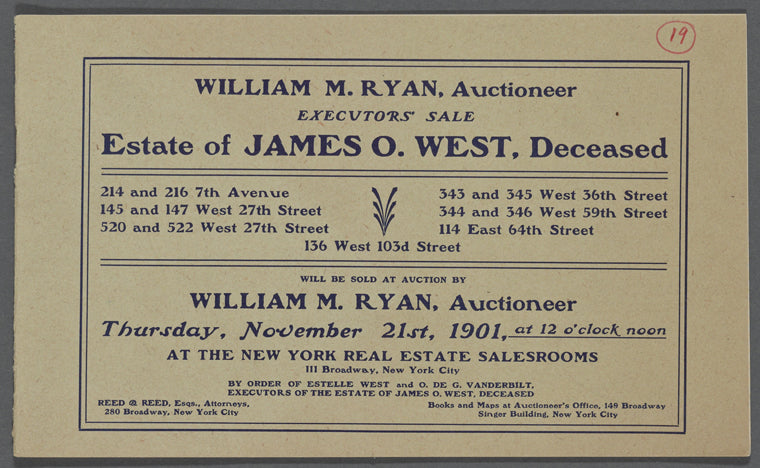 19
WILLIAM M. RYAN, Auctioneer
EXECVTORS' SALE
Estate of JAMES O. WEST, Deceased
214 and 216 7th Avenue
145 and 147 West 27th Street
520 and 522 West 27th Street
343 and 345 West 36th Street
344 and 346 West 59th Street
114 East 64th Street
136 West 103d Street
WILL BE SOLD AT AUCTION BY
WILLIAM M. RYAN, Auctioneer
Thursday, November 21st, 1901, at 12 o'clock noon
AT THE NEW YORK REAL ESTATE SALESROOMS
111 Broadway, New York City
BY ORDER OF ESTELLE WEST and O. DE G. VANDERBILT,
EXECUTORS OF THE ESTATE OF JAMES O. WEST, DECEASED
REED & REED, Esqs., Attorneys,
280 Broadway, New York City
Books and Maps at Auctioneer's Office, 149 Broadway
Singer Building, New York City